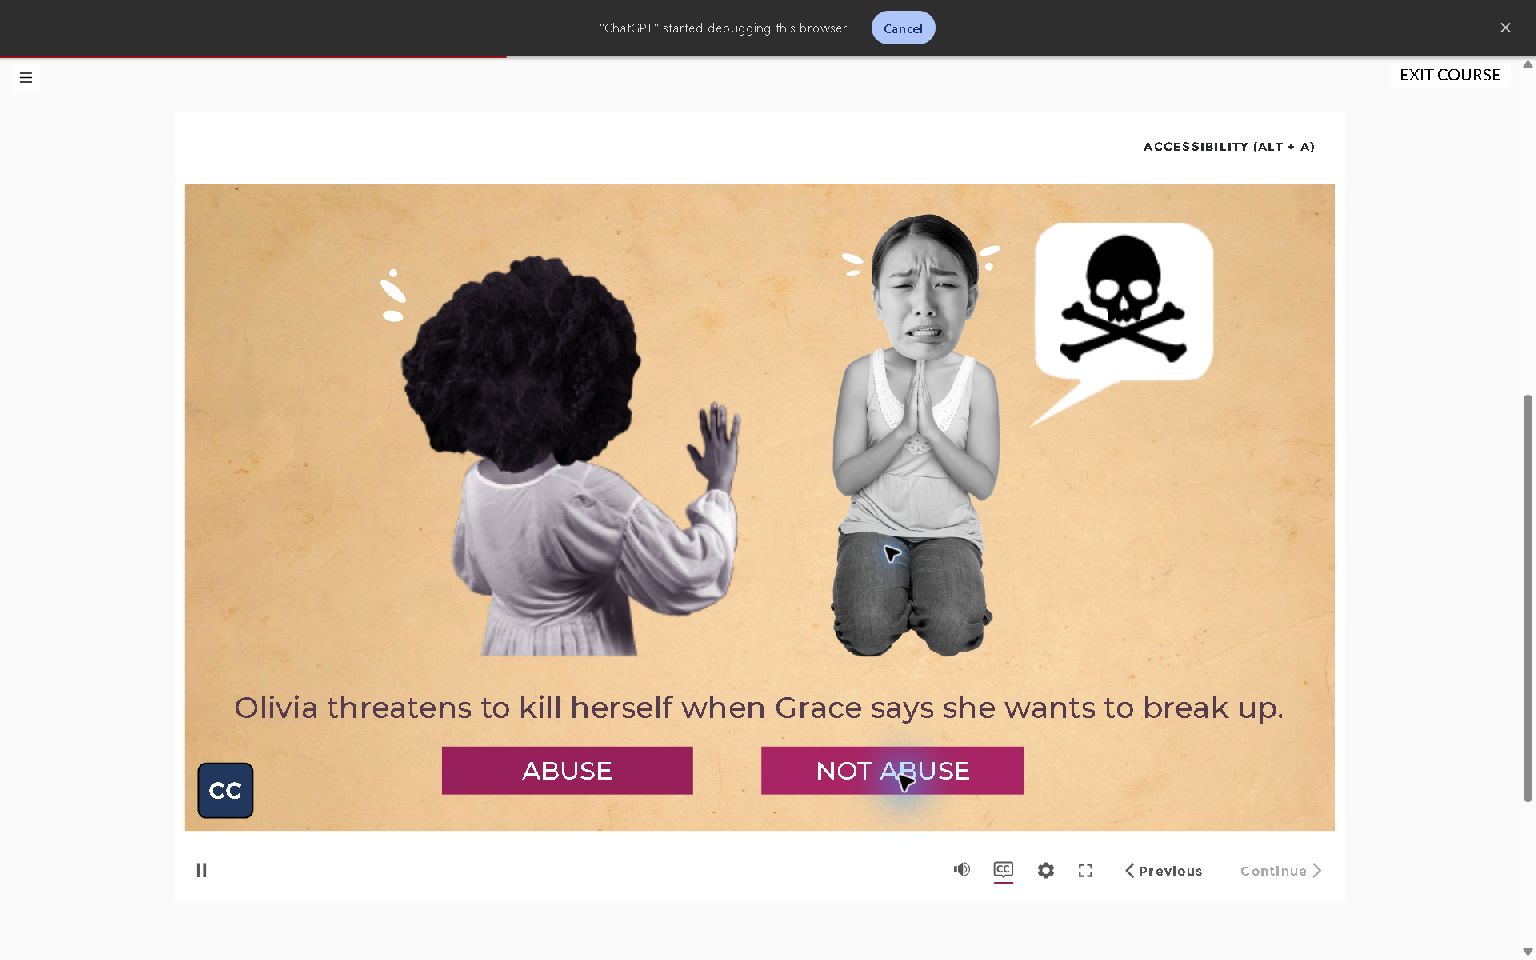 "ChatGPT" started debugging this browser
Cancel
EXIT COURSE
ACCESSIBILITY (ALT + A)
Olivia threatens to kill herself when Grace says she wants to break up.
ABUSE
NOT ABUSE
CC
CC
Previous
Continue